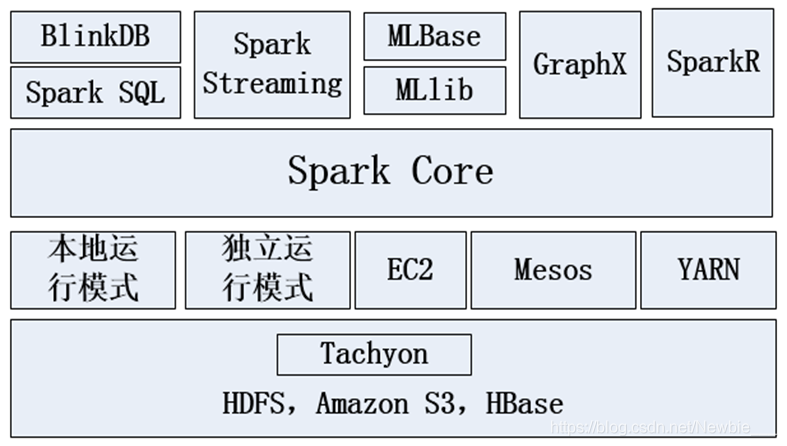 BlinkDB
Spark SQL
Spark
Streaming
MLBase
MLlib
GraphX
SparkR
Spark Core
本地运
行模式
独立运
行模式
EC2
Mesos
YARN
Tachyon
HDFS, Amazon S3, HBase
https://blog.csdn.net/Newbie